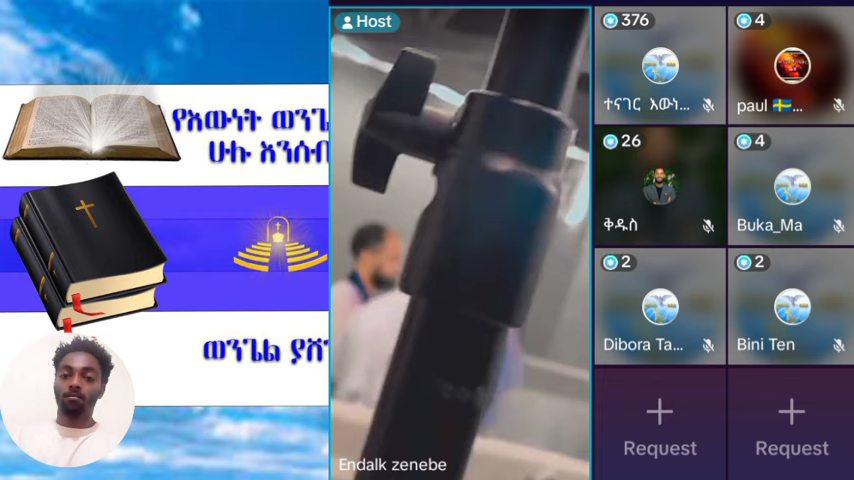 የእውነት ወንጌ
ሁሉ እንሰብ
ወንጌል ያሸ
Host
Endalk zenebe
376
ተናገር እውነ...
4
paul 🇸🇪...
26
ቅዱስ
4
Buka_Ma
2
Dibora Ta...
2
Bini Ten
Request
Request